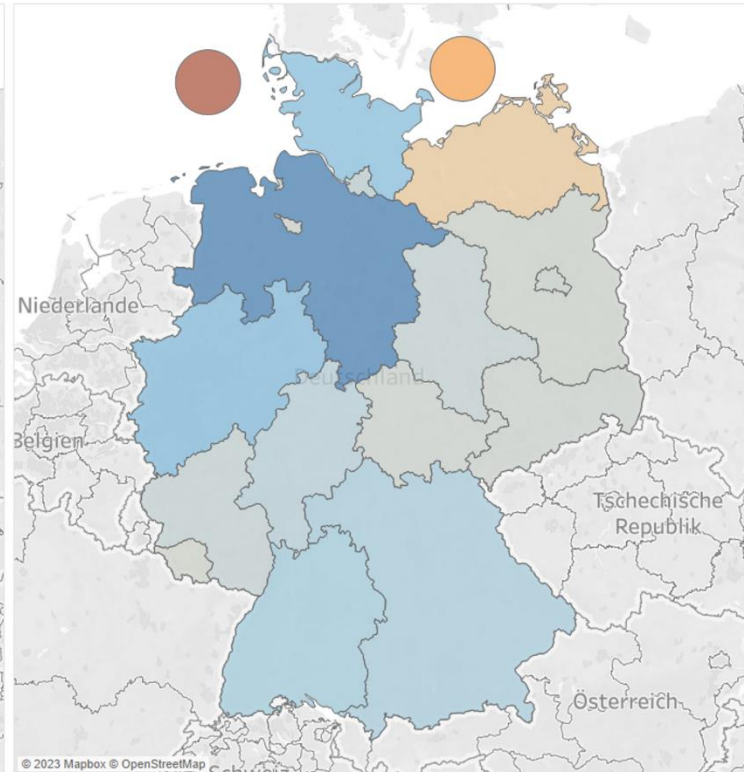 Niederlande
Deutschland
Belgien
Tschechische
Republik
Österreich
© 2023 Mapbox © OpenStreetMap